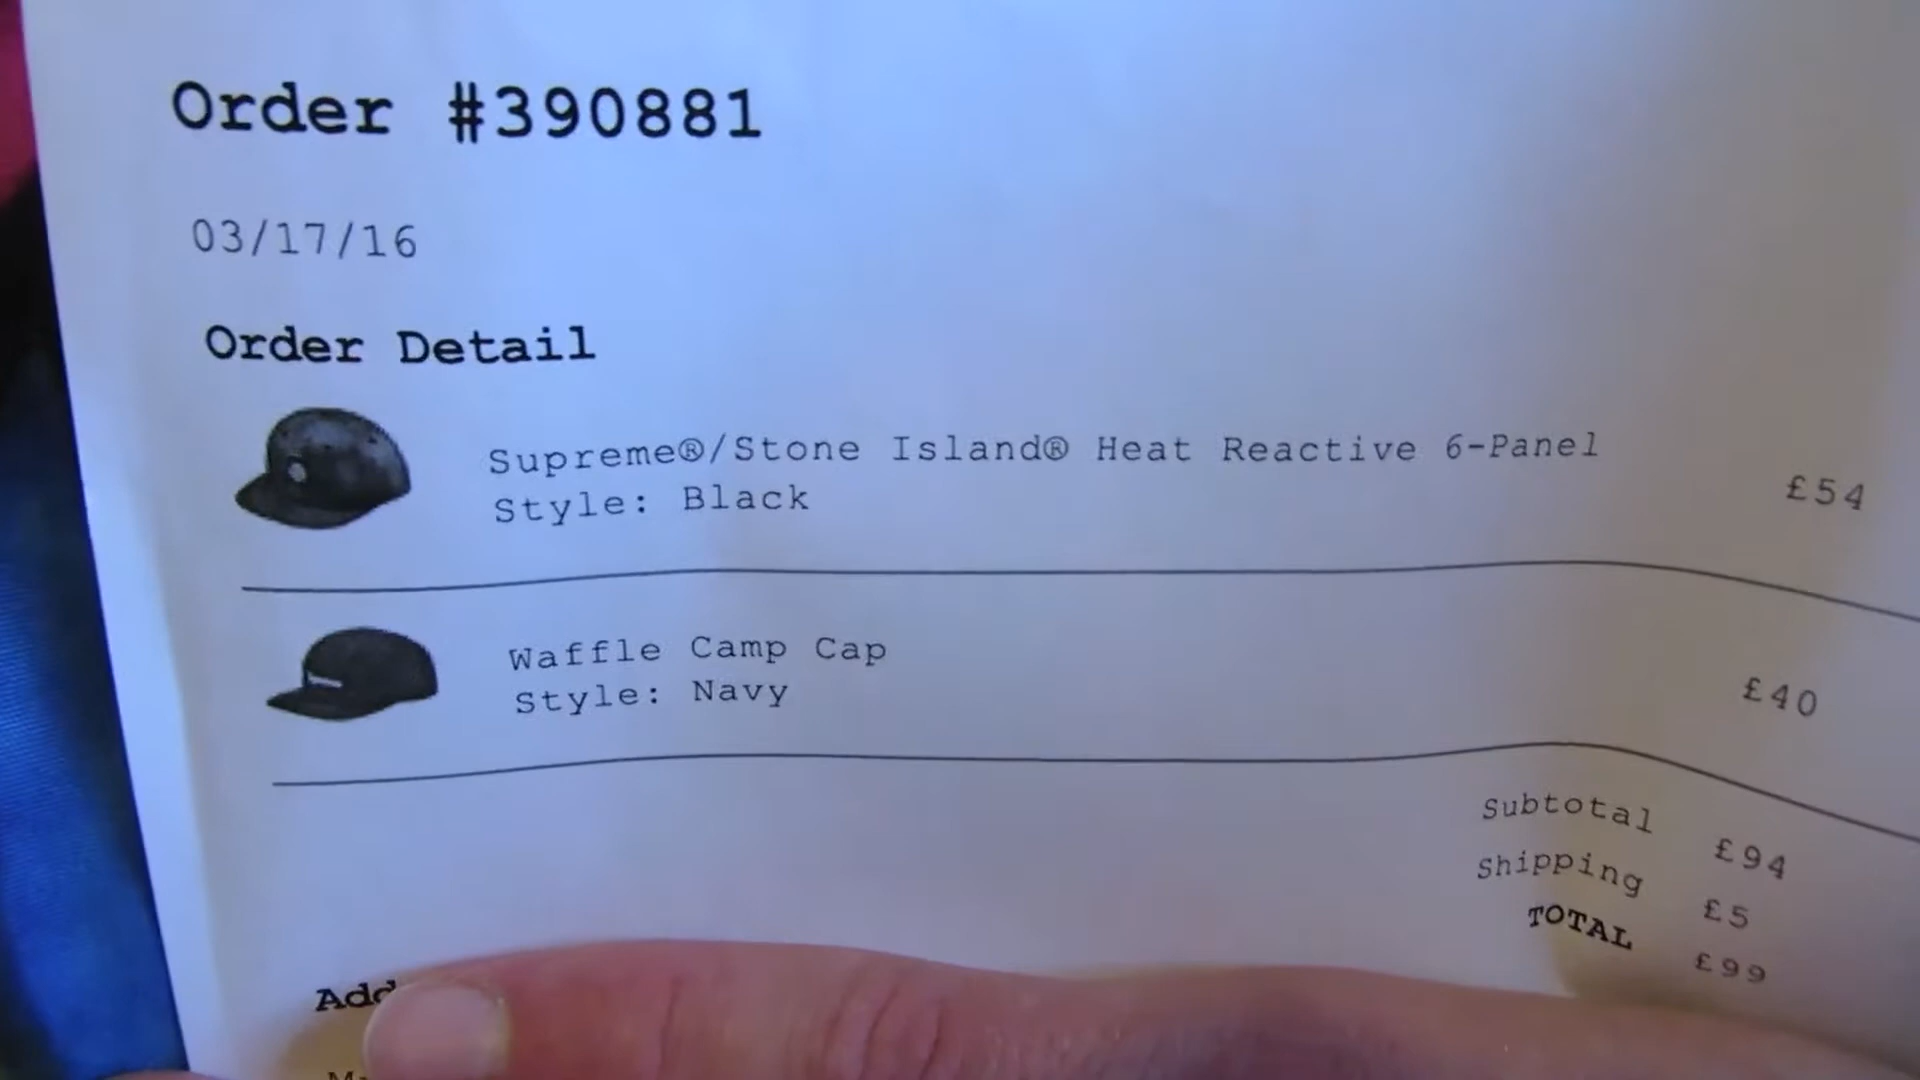 Order #390881
03/17/16
Order Detail
Supreme®/Stone Island® Heat Reactive 6-Panel
Style: Black
£54
Waffle Camp Cap
Style: Navy
£40
Subtotal £94
Shipping £5
TOTAL £99